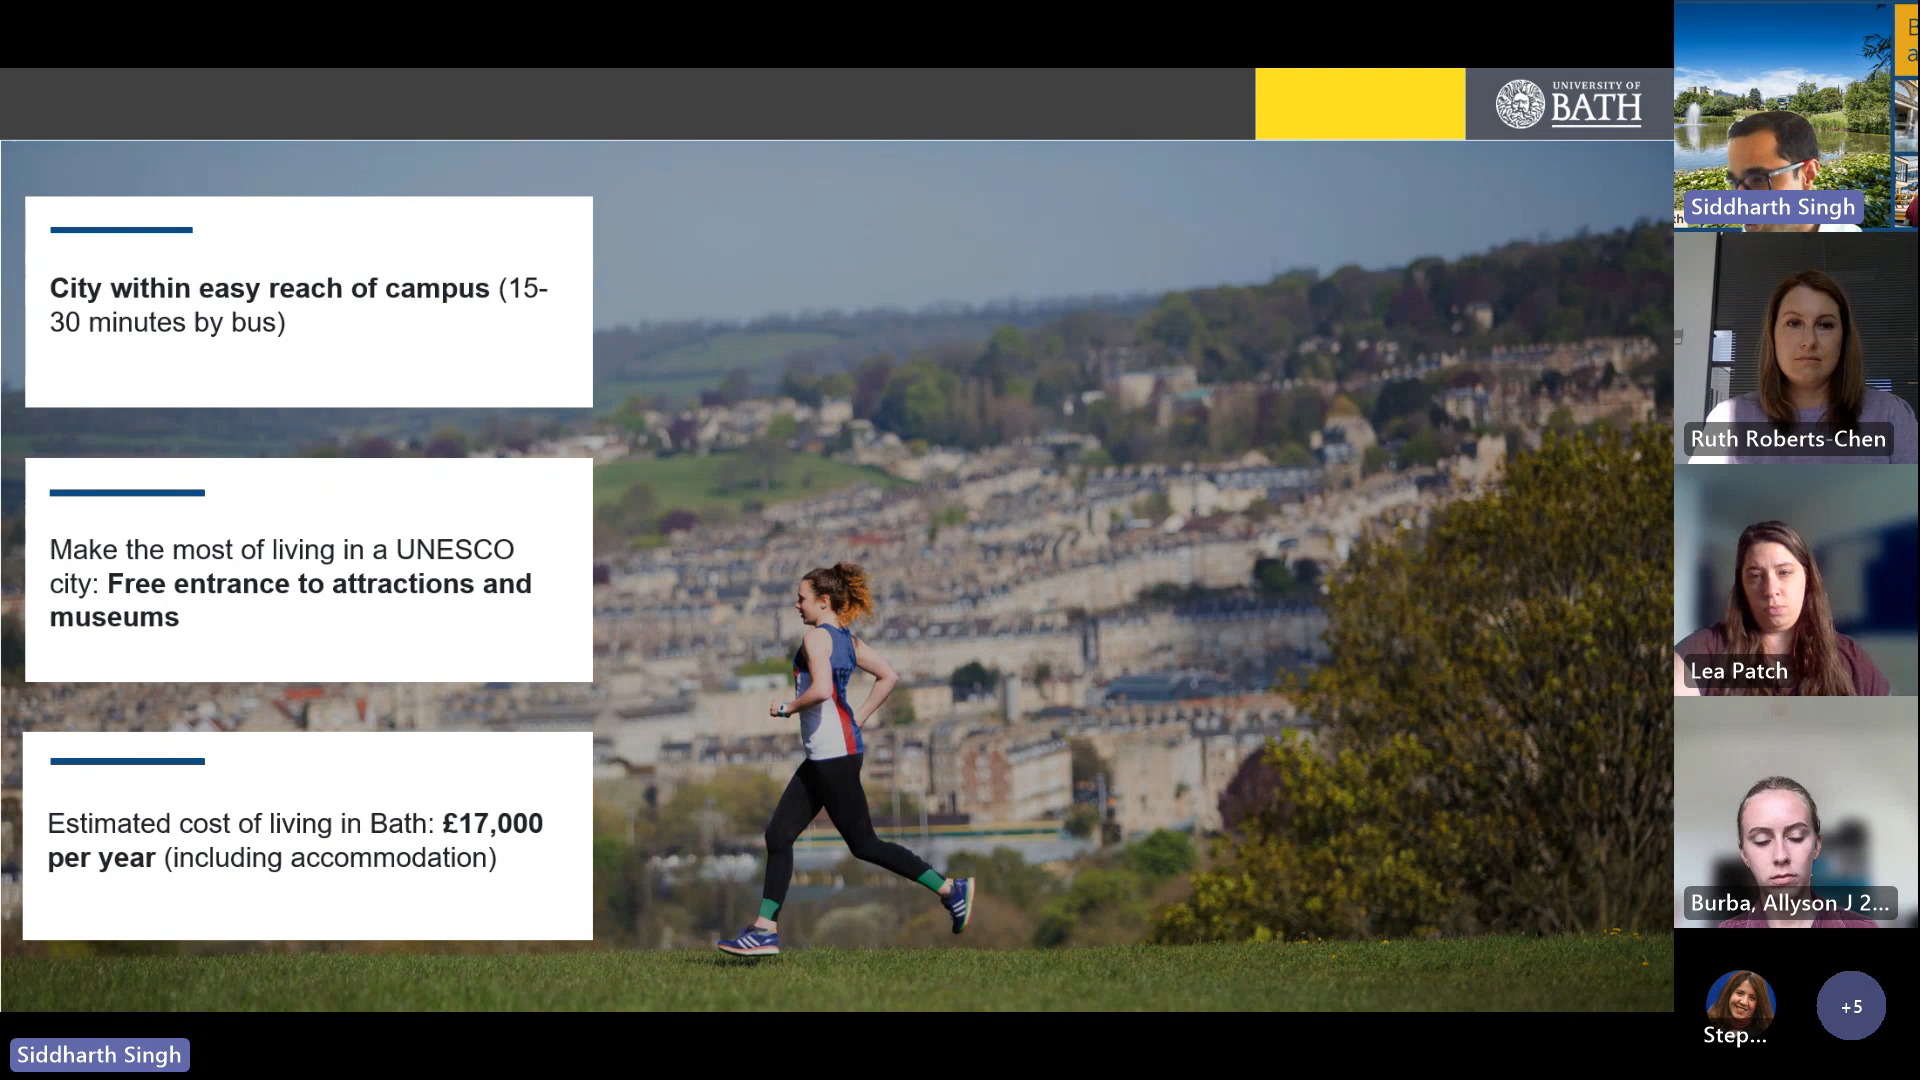 UNIVERSITY OF
BATH
City within easy reach of campus (15-
30 minutes by bus)
Make the most of living in a UNESCO
city: Free entrance to attractions and
museums
Estimated cost of living in Bath: £17,000
per year (including accommodation)
Siddharth Singh
Siddharth Singh
Ruth Roberts-Chen
Lea Patch
Burba, Allyson J 2...
Step...
+5